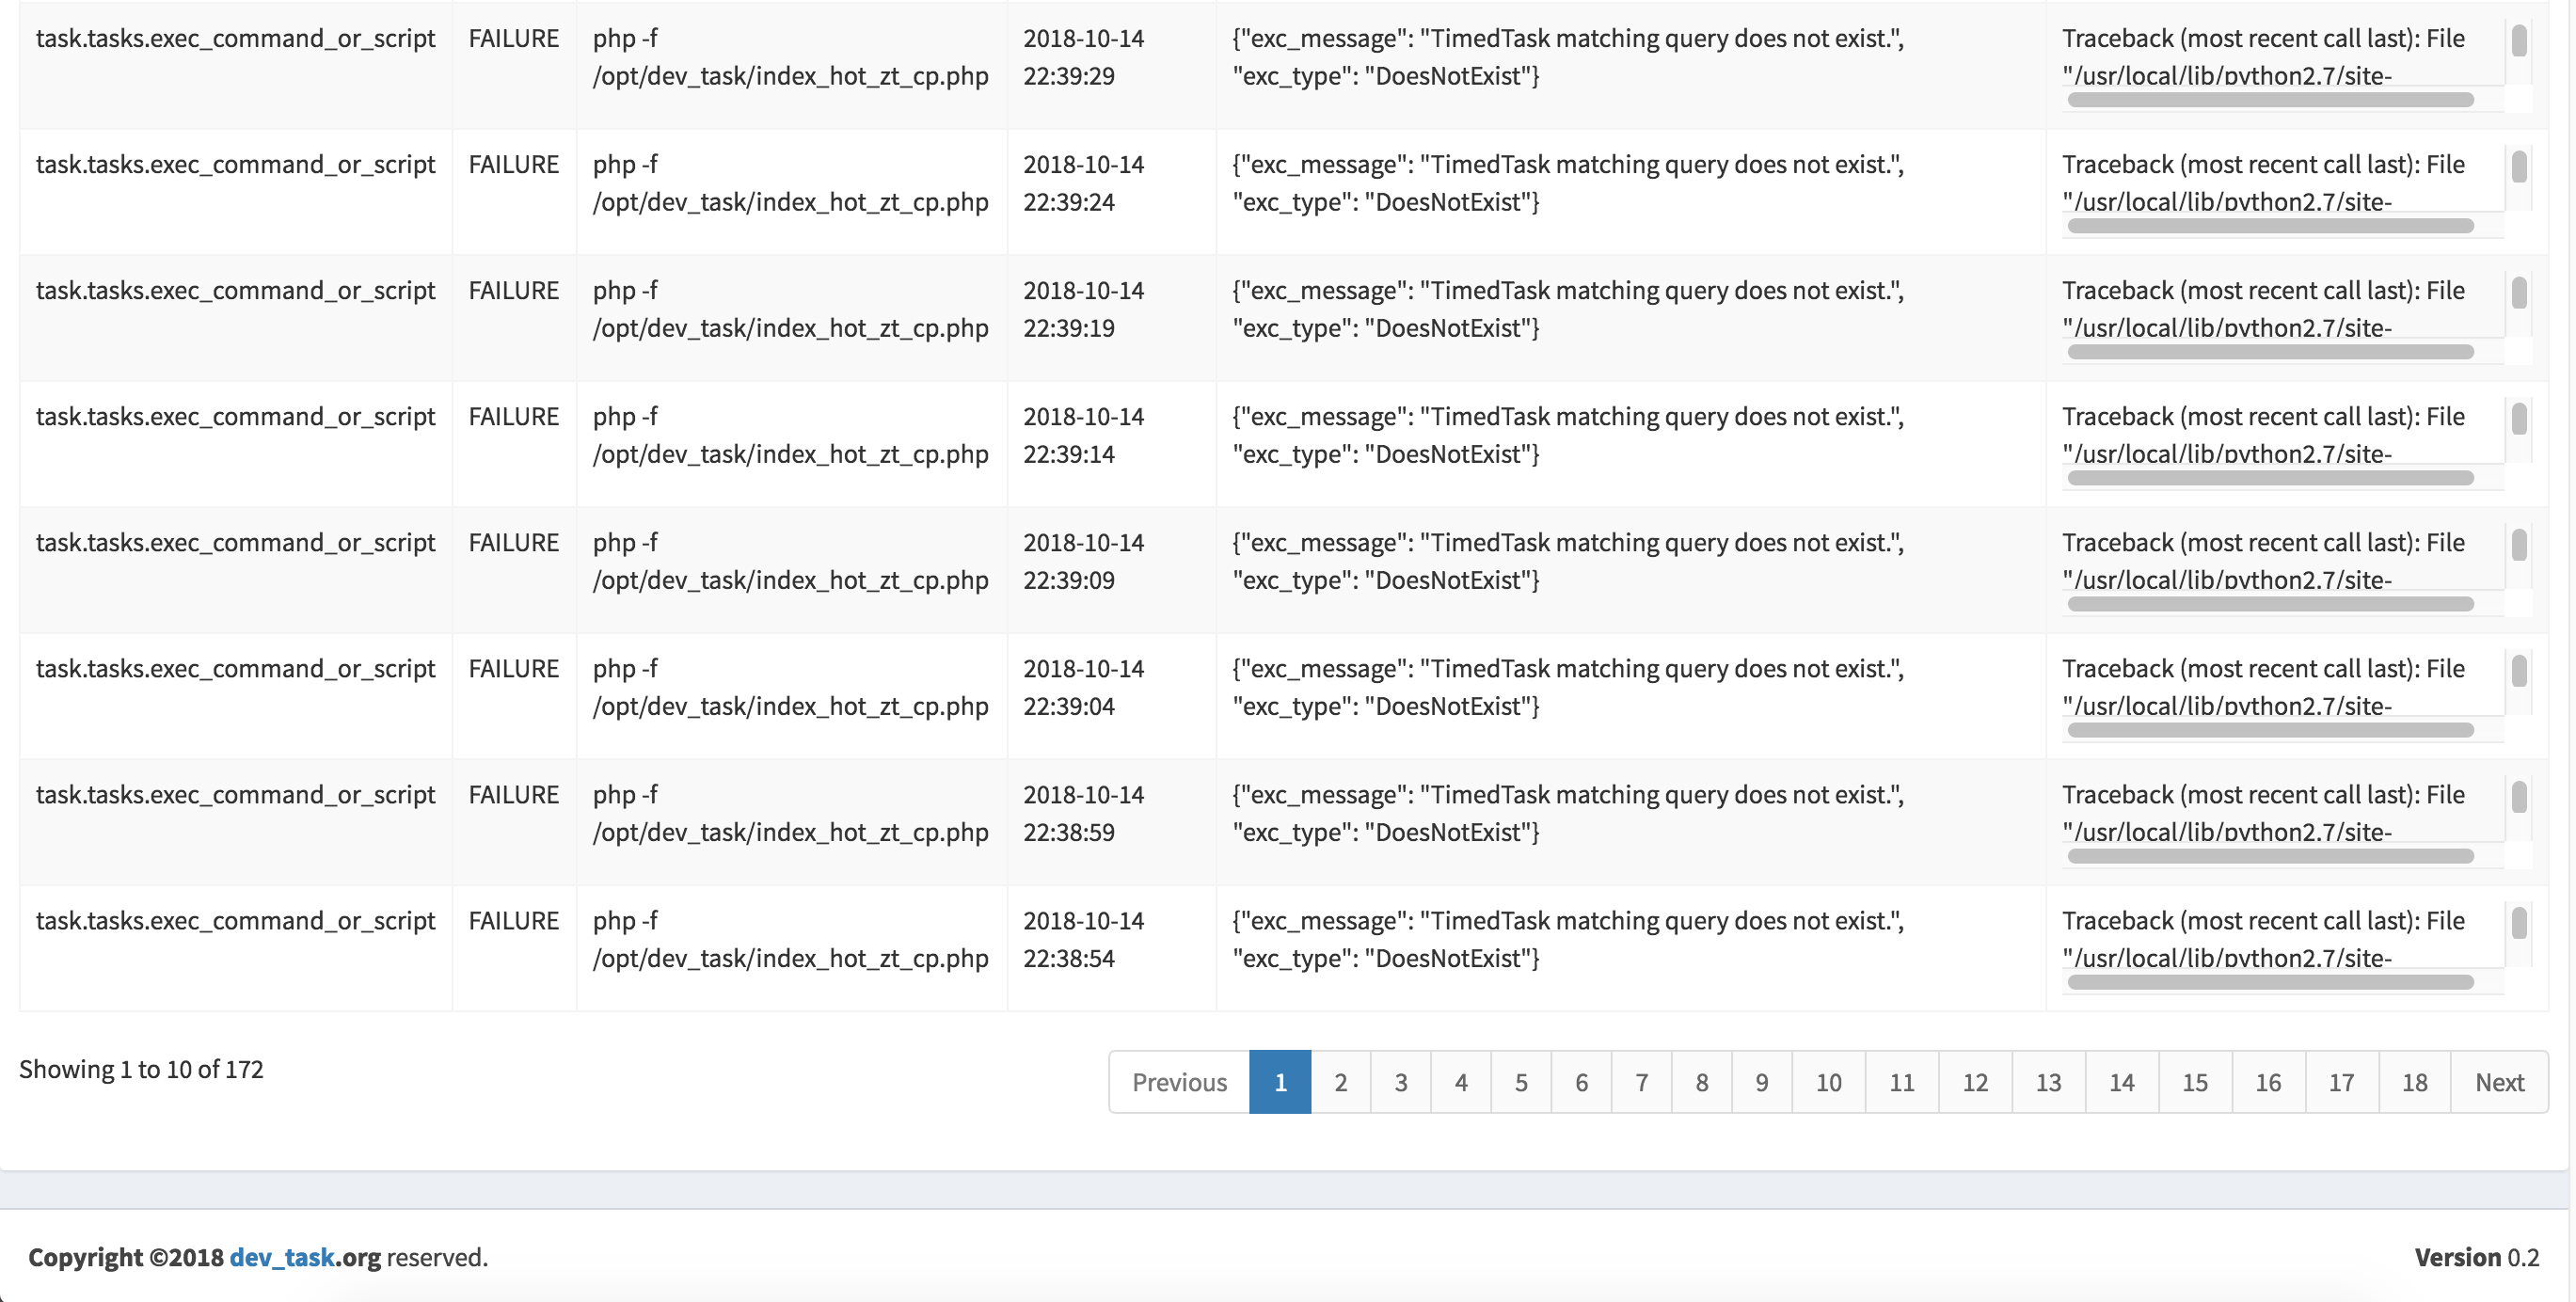 task.tasks.exec_command_or_script FAILURE php -f 2018-10-14 {"exc_message": "TimedTask matching query does not exist.", Traceback (most recent call last): File
/opt/dev_task/index_hot_zt_cp.php 22:39:29 "exc_type": "DoesNotExist"} "/usr/local/lib/python2.7/site-
task.tasks.exec_command_or_script FAILURE php -f 2018-10-14 {"exc_message": "TimedTask matching query does not exist.", Traceback (most recent call last): File
/opt/dev_task/index_hot_zt_cp.php 22:39:24 "exc_type": "DoesNotExist"} "/usr/local/lib/python2.7/site-
task.tasks.exec_command_or_script FAILURE php -f 2018-10-14 {"exc_message": "TimedTask matching query does not exist.", Traceback (most recent call last): File
/opt/dev_task/index_hot_zt_cp.php 22:39:19 "exc_type": "DoesNotExist"} "/usr/local/lib/python2.7/site-
task.tasks.exec_command_or_script FAILURE php -f 2018-10-14 {"exc_message": "TimedTask matching query does not exist.", Traceback (most recent call last): File
/opt/dev_task/index_hot_zt_cp.php 22:39:14 "exc_type": "DoesNotExist"} "/usr/local/lib/python2.7/site-
task.tasks.exec_command_or_script FAILURE php -f 2018-10-14 {"exc_message": "TimedTask matching query does not exist.", Traceback (most recent call last): File
/opt/dev_task/index_hot_zt_cp.php 22:39:09 "exc_type": "DoesNotExist"} "/usr/local/lib/python2.7/site-
task.tasks.exec_command_or_script FAILURE php -f 2018-10-14 {"exc_message": "TimedTask matching query does not exist.", Traceback (most recent call last): File
/opt/dev_task/index_hot_zt_cp.php 22:39:04 "exc_type": "DoesNotExist"} "/usr/local/lib/python2.7/site-
task.tasks.exec_command_or_script FAILURE php -f 2018-10-14 {"exc_message": "TimedTask matching query does not exist.", Traceback (most recent call last): File
/opt/dev_task/index_hot_zt_cp.php 22:38:59 "exc_type": "DoesNotExist"} "/usr/local/lib/python2.7/site-
task.tasks.exec_command_or_script FAILURE php -f 2018-10-14 {"exc_message": "TimedTask matching query does not exist.", Traceback (most recent call last): File
/opt/dev_task/index_hot_zt_cp.php 22:38:54 "exc_type": "DoesNotExist"} "/usr/local/lib/python2.7/site-
Showing 1 to 10 of 172 Previous 1 2 3 4 5 6 7 8 9 10 11 12 13 14 15 16 17 18 Next
Copyright ©2018 dev_task.org reserved. Version 0.2